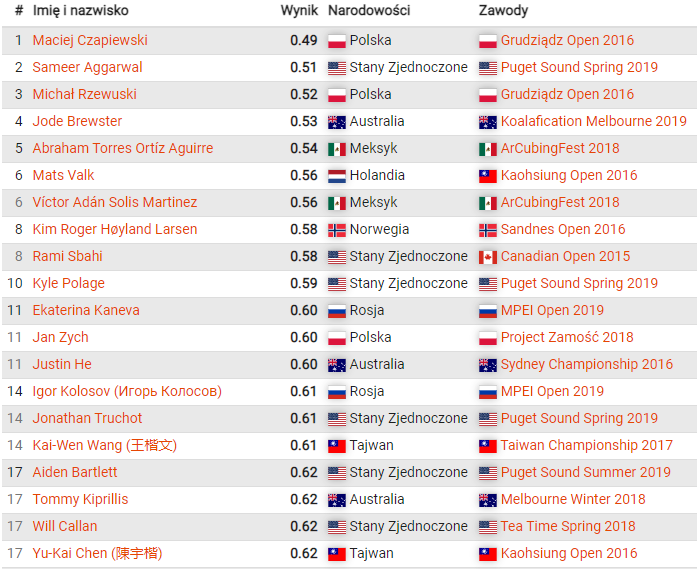 # Imię i nazwisko Wynik Narodowości Zawody
1 Maciej Czapiewski 0.49 Polska Grudziądz Open 2016
2 Sameer Aggarwal 0.51 Stany Zjednoczone Puget Sound Spring 2019
3 Michał Rzewuski 0.52 Polska Grudziądz Open 2016
4 Jode Brewster 0.53 Australia Koalafication Melbourne 2019
5 Abraham Torres Ortíz Aguirre 0.54 Meksyk ArCubingFest 2018
6 Mats Valk 0.56 Holandia Kaohsiung Open 2016
6 Víctor Adán Solis Martinez 0.56 Meksyk ArCubingFest 2018
8 Kim Roger Høyland Larsen 0.58 Norwegia Sandnes Open 2016
8 Rami Sbahi 0.58 Stany Zjednoczone Canadian Open 2015
10 Kyle Polage 0.59 Stany Zjednoczone Puget Sound Spring 2019
11 Ekaterina Kaneva 0.60 Rosja MPEI Open 2019
11 Jan Zych 0.60 Polska Project Zamość 2018
11 Justin He 0.60 Australia Sydney Championship 2016
14 Igor Kolosov (Игорь Колосов) 0.61 Rosja MPEI Open 2019
14 Jonathan Truchot 0.61 Stany Zjednoczone Puget Sound Spring 2019
14 Kai-Wen Wang (王楷文) 0.61 Tajwan Taiwan Championship 2017
17 Aiden Bartlett 0.62 Stany Zjednoczone Puget Sound Summer 2019
17 Tommy Kiprillis 0.62 Australia Melbourne Winter 2018
17 Will Callan 0.62 Stany Zjednoczone Tea Time Spring 2018
17 Yu-Kai Chen (陳宇楷) 0.62 Tajwan Kaohsiung Open 2016